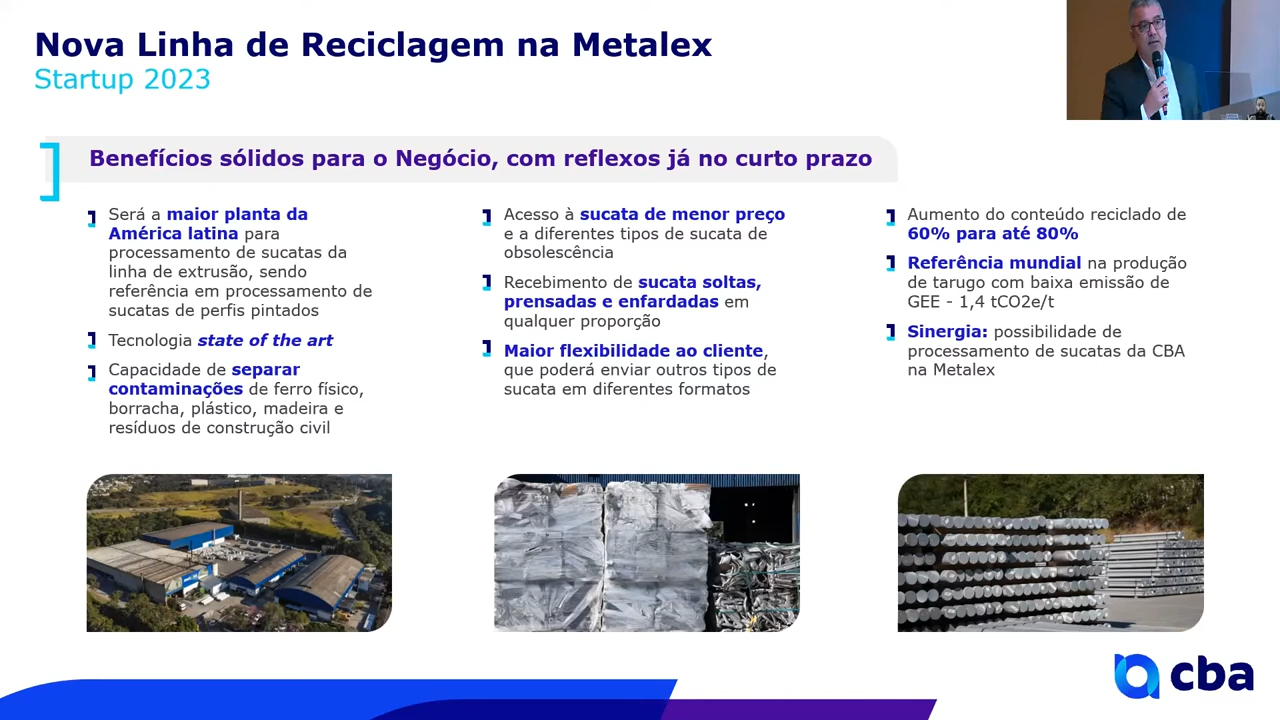 Nova Linha de Reciclagem na Metalex
Startup 2023
Benefícios sólidos para o Negócio, com reflexos já no curto prazo
Será a maior planta da
América latina para
processamento de sucatas da
linha de extrusão, sendo
referência em processamento de
sucatas de perfis pintados
Tecnologia state of the art
Capacidade de separar
contaminações de ferro físico,
borracha, plástico, madeira e
resíduos de construção civil
Acesso à sucata de menor preço
e a diferentes tipos de sucata de
obsolescência
Recebimento de sucata soltas,
prensadas e enfardadas em
qualquer proporção
Maior flexibilidade ao cliente,
que poderá enviar outros tipos de
sucata em diferentes formatos
Aumento do conteúdo reciclado de
60% para até 80%
Referência mundial na produção
de tarugo com baixa emissão de
GEE - 1,4 tCO2e/t
Sinergia: possibilidade de
processamento de sucatas da CBA
na Metalex
cba